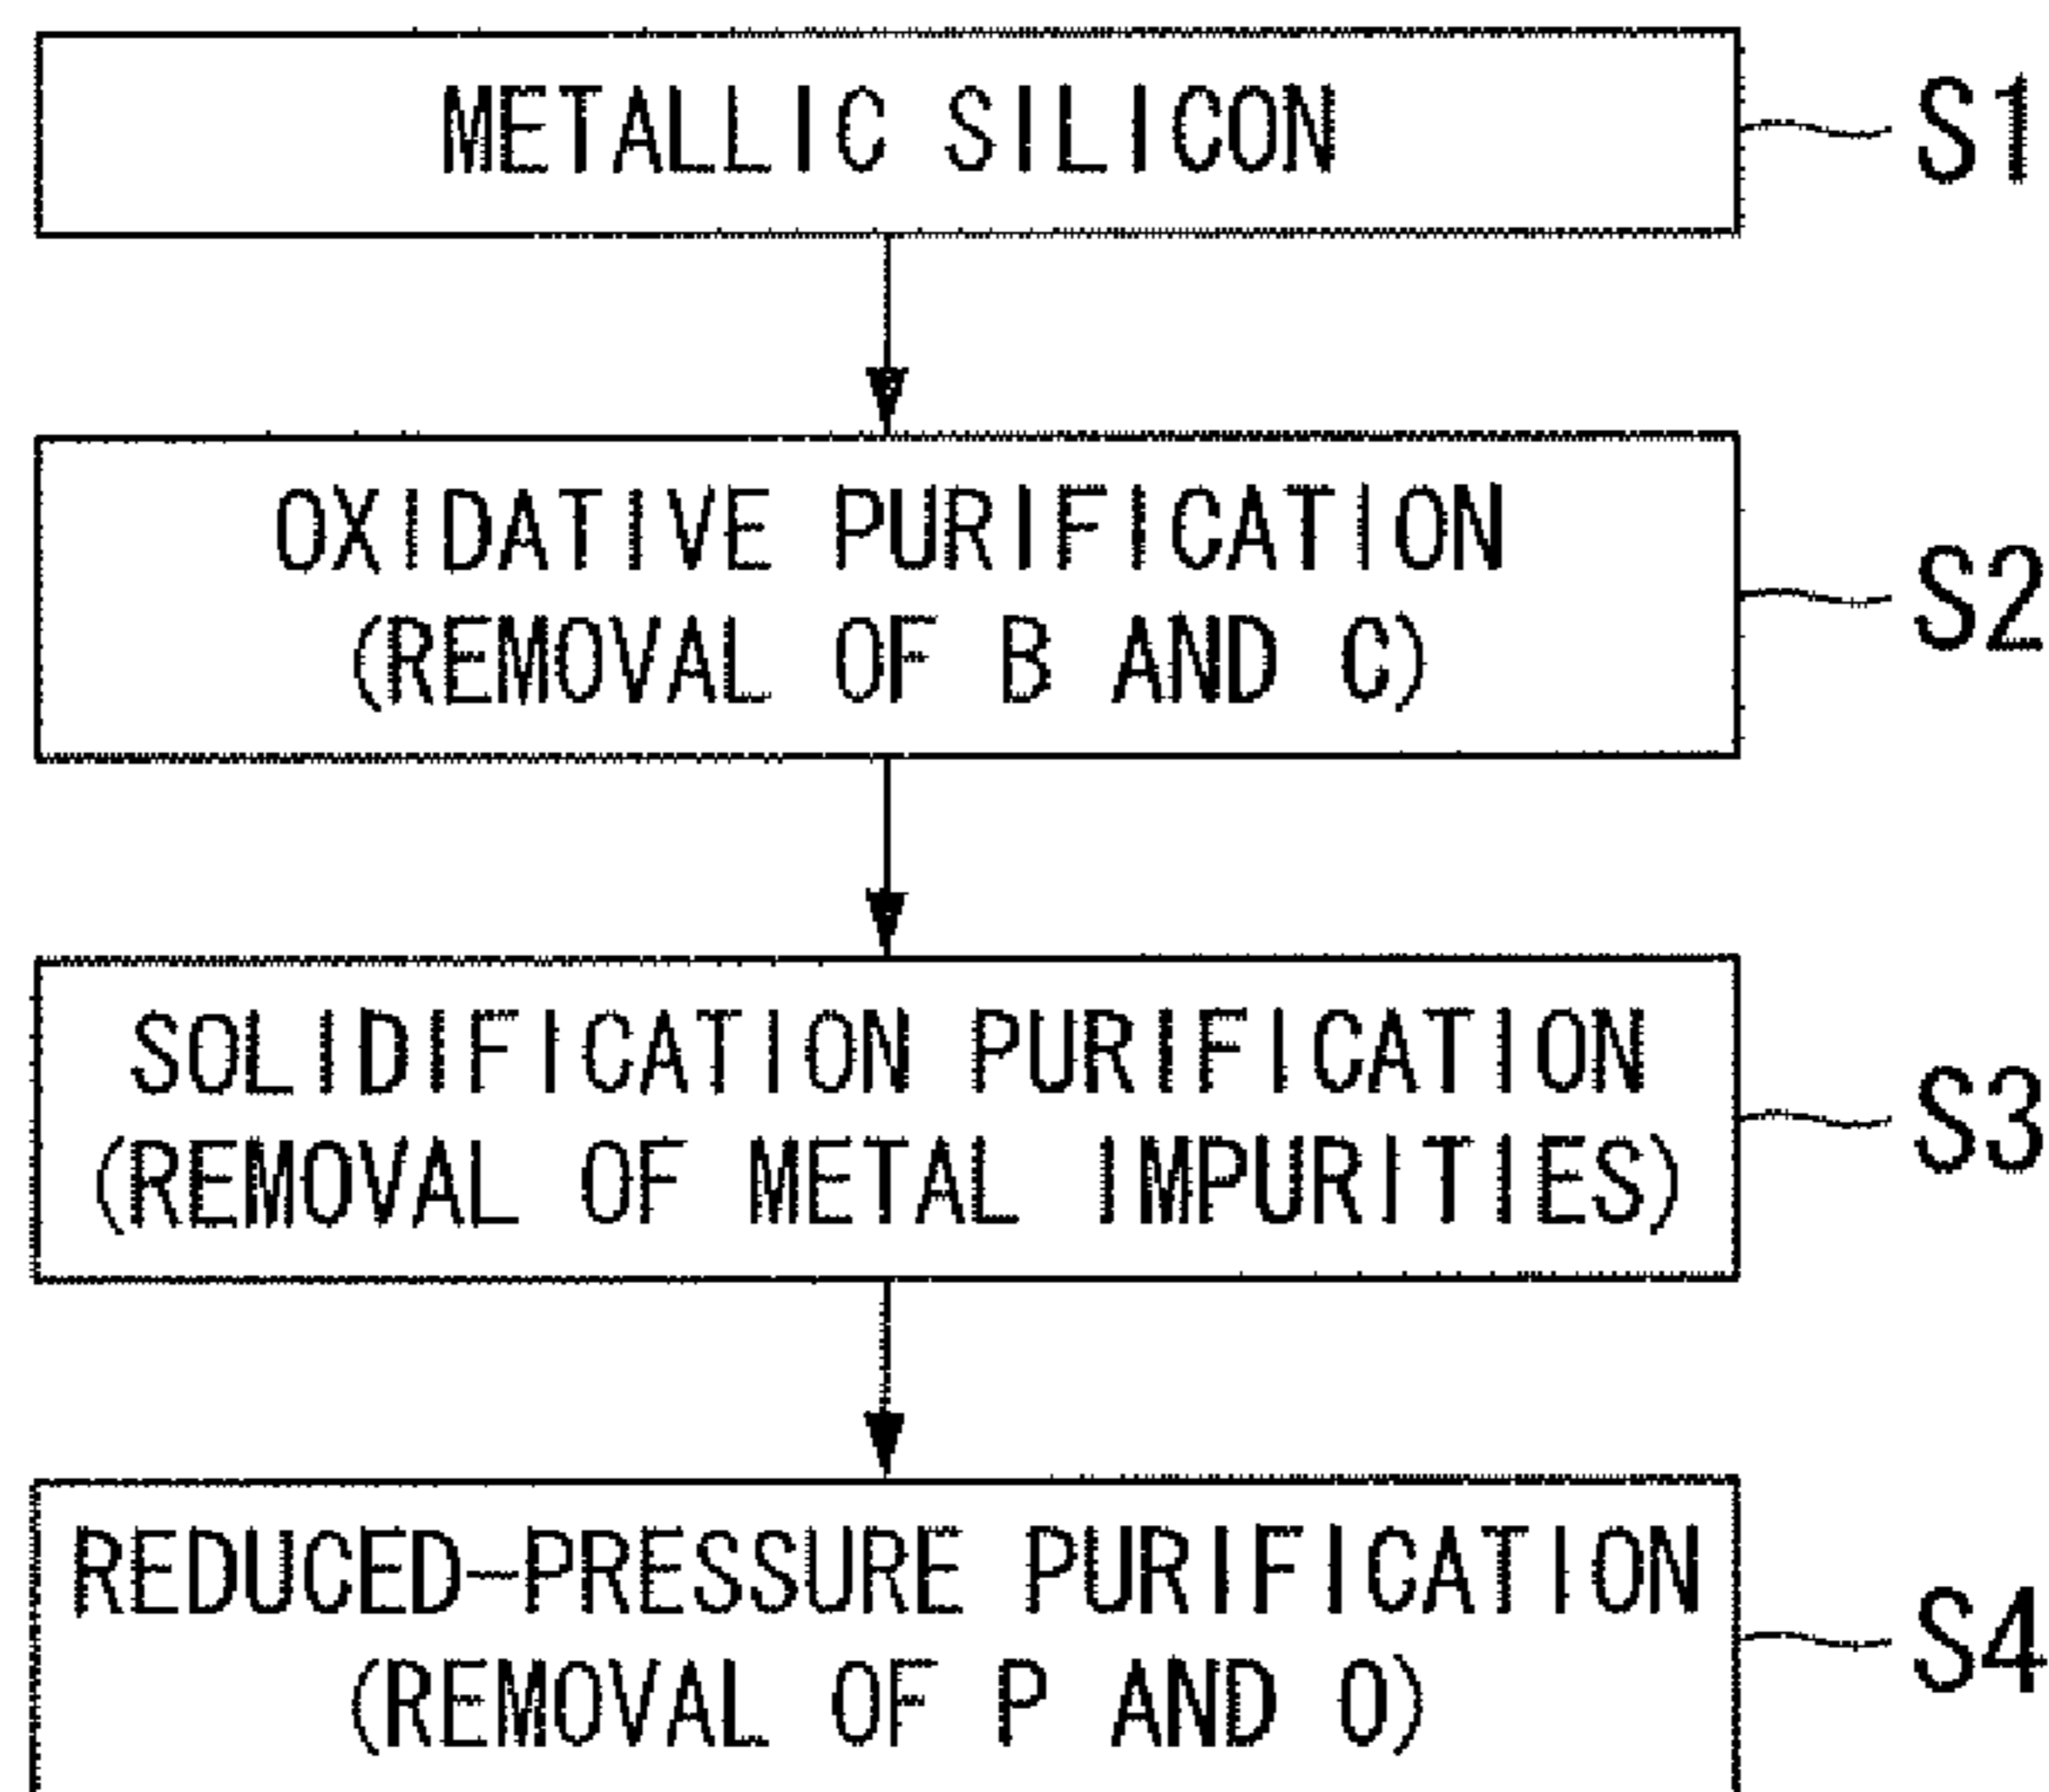 METALLIC SILICON
S1
OXIDATIVE PURIFICATION
(REMOVAL OF B AND C)
S2
SOLIDIFICATION PURIFICATION
(REMOVAL OF METAL IMPURITIES)
S3
REDUCED-PRESSURE PURIFICATION
(REMOVAL OF P AND O)
S4